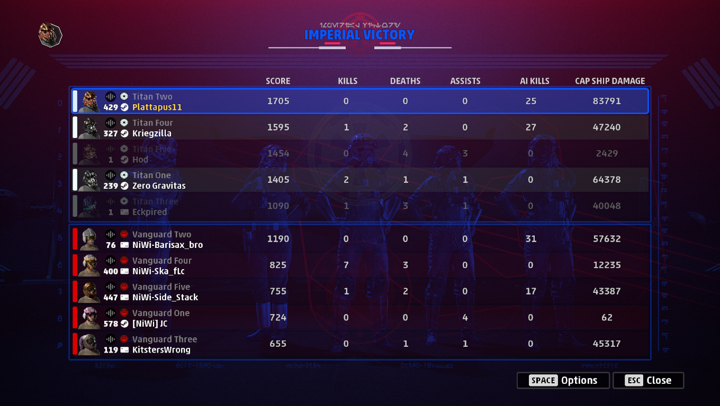 IMPERIAL VICTORY
SCORE KILLS DEATHS ASSISTS AI KILLS CAP SHIP DAMAGE
Titan Two
429 Plattapus11 1705 0 0 0 25 83791
Titan Four
327 Kriegzilla 1595 1 2 0 27 47240
Titan Five
1 Hod 1454 0 4 3 0 2429
Titan One
239 Zero Gravitas 1405 2 1 1 0 64378
Titan Three
1 Eckpired 1090 1 3 1 0 40048
Vanguard Two
76 NiWi-Barisax_bro 1190 0 0 0 31 57632
Vanguard Four
400 NiWi-Ska_fLc 825 7 3 0 0 12235
Vanguard Five
447 NiWi-Side_Stack 755 1 2 0 17 43387
Vanguard One
578 [NiWi] JC 724 0 0 4 0 62
Vanguard Three
119 KitstersWrong 655 0 1 1 0 45317
SPACE Options ESC Close